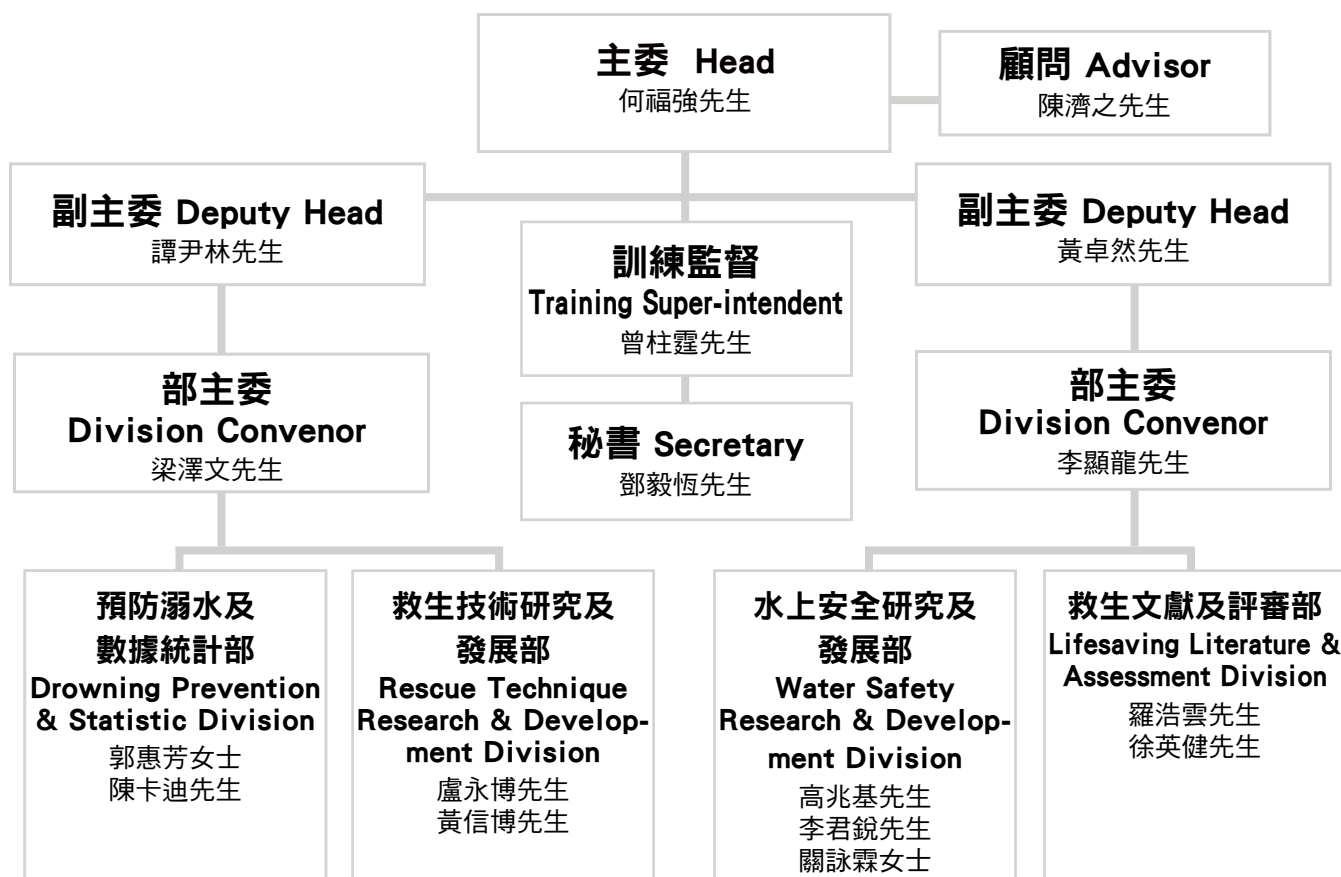 主委 Head
何福強先生
顧問 Advisor
陳濟之先生
副主委 Deputy Head
譚尹林先生
訓練監督
Training Super-intendent
曾柱霆先生
副主委 Deputy Head
黃卓然先生
部主委
Division Convenor
梁澤文先生
秘書 Secretary
鄧毅恆先生
部主委
Division Convenor
李顯龍先生
預防溺水及
數據統計部
Drowning Prevention
& Statistic Division
郭惠芳女士
陳卡迪先生
救生技術研究及
發展部
Rescue Technique
Research & Develop-
ment Division
盧永博先生
黃信博先生
水上安全研究及
發展部
Water Safety
Research & Develop-
ment Division
高兆基先生
李君銳先生
關詠霖女士
救生文獻及評審部
Lifesaving Literature &
Assessment Division
羅浩雲先生
徐英健先生